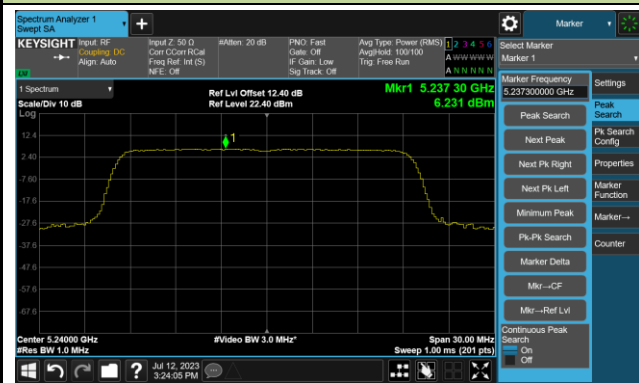 Spectrum Analyzer 1
Swept SA
Marker
KEYSIGHT
Input: RF
Coupling: DC
Align: Auto
Input Z: 50 Ω
Corr CCorr RCal
Freq Ref: Int (S)
NFE: Off
#Atten: 20 dB
PNO: Fast
Gate: Off
IF Gain: Low
Sig Track: Off
Avg Type: Power (RMS)
Avg|Hold: 100/100
Trig: Free Run
1 2 3 4 5 6
A W W W W W
A N N N N N
Select Marker
Marker 1
1 Spectrum
Scale/Div 10 dB
Log
Ref Lvl Offset 12.40 dB
Ref Level 22.40 dBm
Mkr1 5.237 30 GHz
6.231 dBm
1
12.4
2.40
-7.60
-17.6
-27.6
-37.6
-47.6
-57.6
-67.6
Center 5.24000 GHz
#Res BW 1.0 MHz
#Video BW 3.0 MHz*
Span 30.00 MHz
Sweep 1.00 ms (201 pts)
Marker Frequency
5.237300000 GHz
Peak Search
Next Peak
Next Pk Right
Next Pk Left
Minimum Peak
Pk-Pk Search
Marker Delta
Mkr→CF
Mkr→Ref Lvl
Continuous Peak
Search
On
Off
Settings
Peak
Search
Pk Search
Config
Properties
Marker
Function
Marker→
Counter
Jul 12, 2023
3:24:05 PM